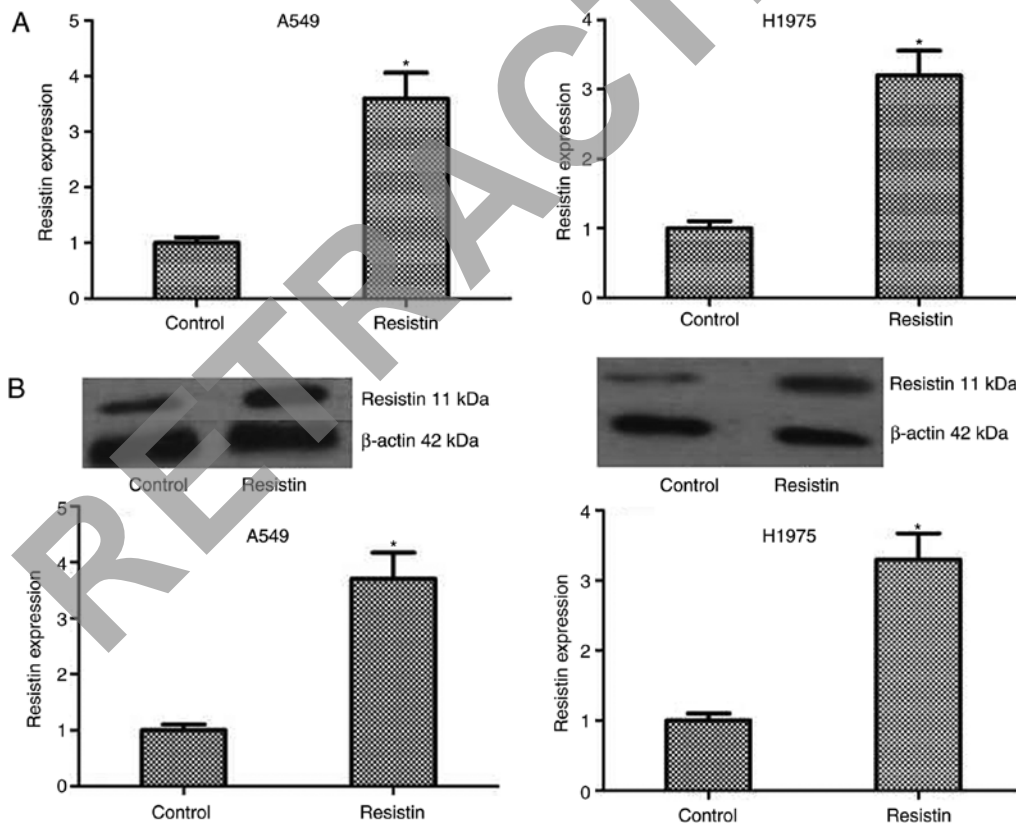 A
A549
5
4
3
2
1
0
Resistin expression
*
Control
Resistin
H1975
4
3
2
1
0
Resistin expression
*
Control
Resistin
B
Resistin 11 kDa
β-actin 42 kDa
Control
Resistin
Resistin 11 kDa
β-actin 42 kDa
Control
Resistin
A549
5
4
3
2
1
0
Resistin expression
*
Control
Resistin
H1975
4
3
2
1
0
Resistin expression
*
Control
Resistin
RETRACT